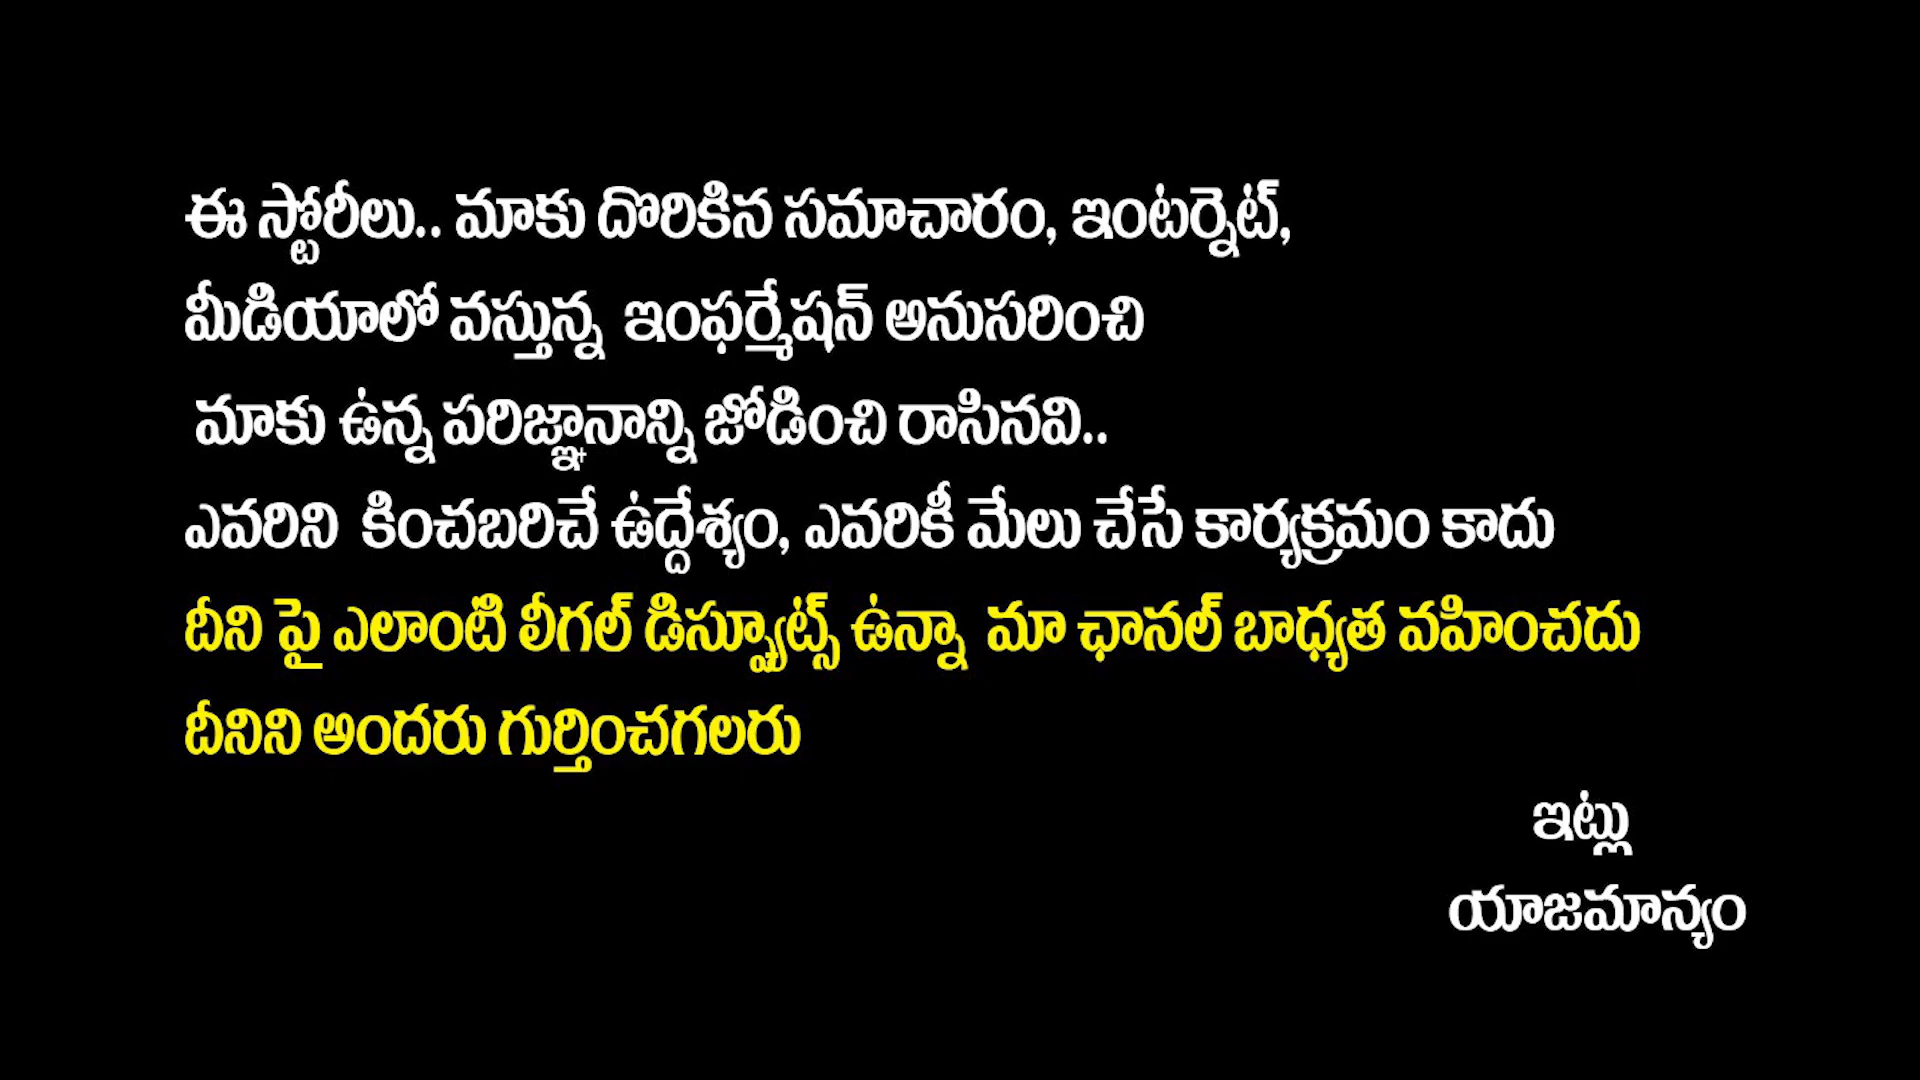 ఈ స్టోరీలు.. మాకు దొరికిన సమాచారం, ఇంటర్నెట్,
మీడియాలో వస్తున్న ఇంఫర్మేషన్ అనుసరించి
మాకు ఉన్న పరిజ్ఞానాన్ని జోడించి రాసినవి..
ఎవరిని కించబరిచే ఉద్దేశ్యం, ఎవరికీ మేలు చేసే కార్యక్రమం కాదు
దీని పై ఎలాంటి లీగల్ డిస్ప్యూట్స్ ఉన్నా మా ఛానల్ బాధ్యత వహించదు
దీనిని అందరు గుర్తించగలరు
ఇట్లు
యాజమాన్యం